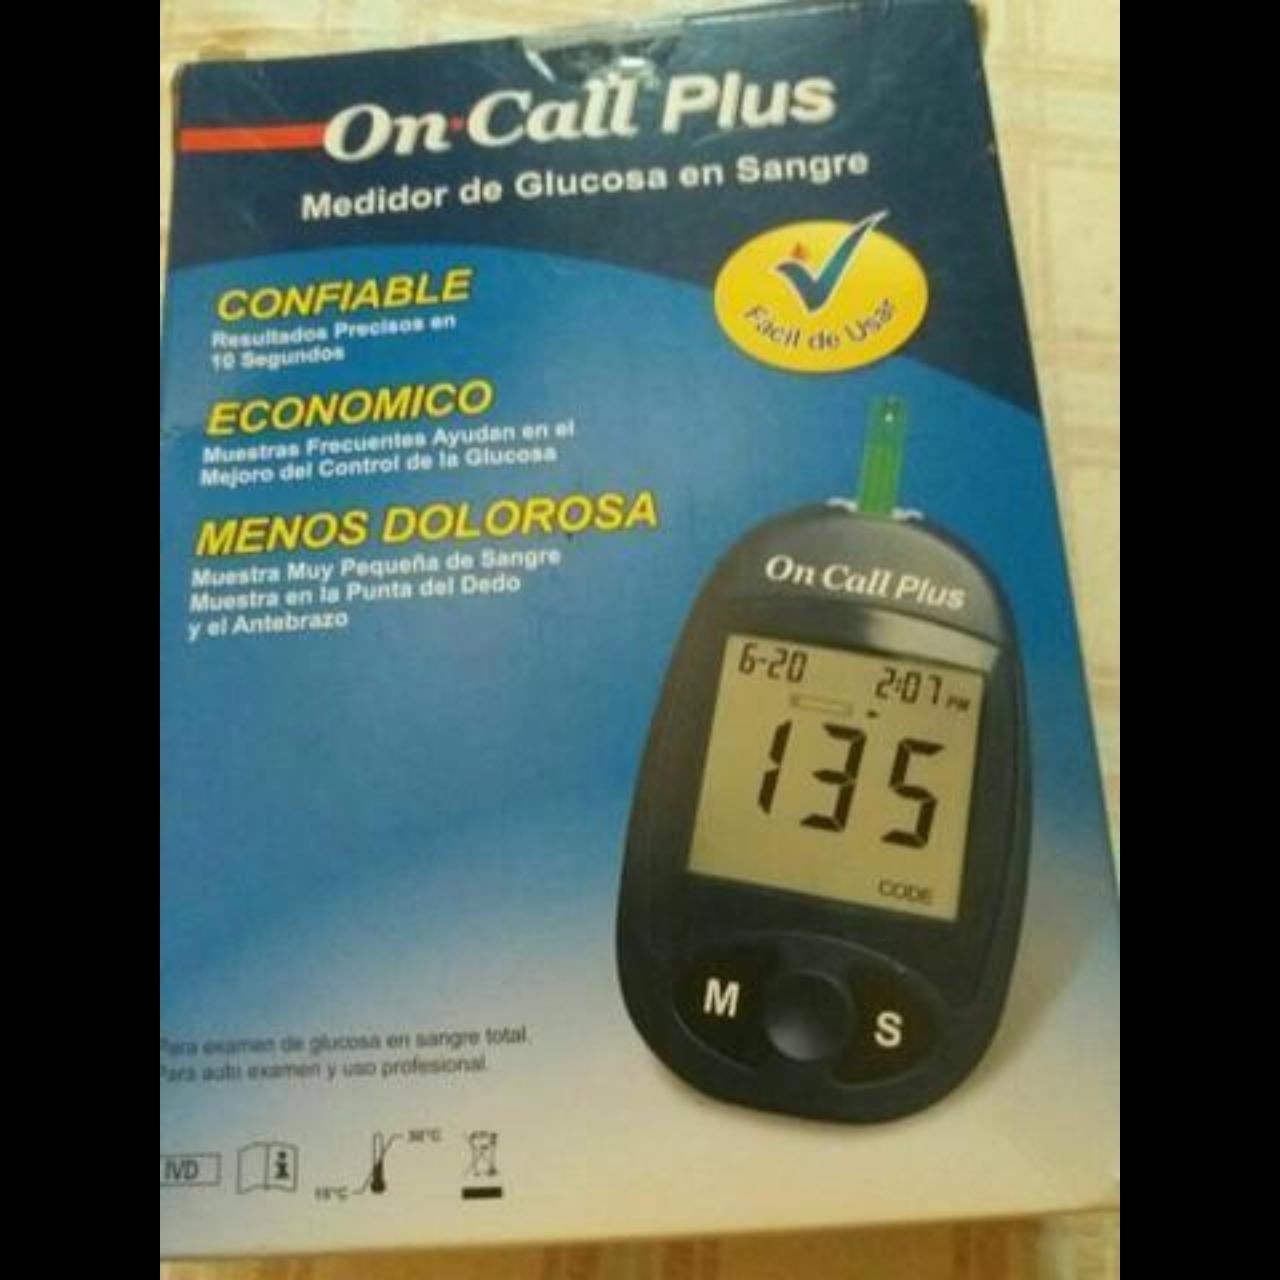 On Call Plus
Medidor de Glucosa en Sangre
Facil de Usar
CONFIABLE
Resultados Precisos en
10 Segundos
ECONOMICO
Muestras Frecuentes Ayudan en el
Mejoro del Control de la Glucosa
MENOS DOLOROSA
Muestra Muy Pequeña de Sangre
Muestra en la Punta del Dedo
y el Antebrazo
On Call Plus
6-20 2:07 PM
135
CODE
M S
Para examen de glucosa en sangre total.
Para auto examen y uso profesional.
IVD
i
30°C
15°C